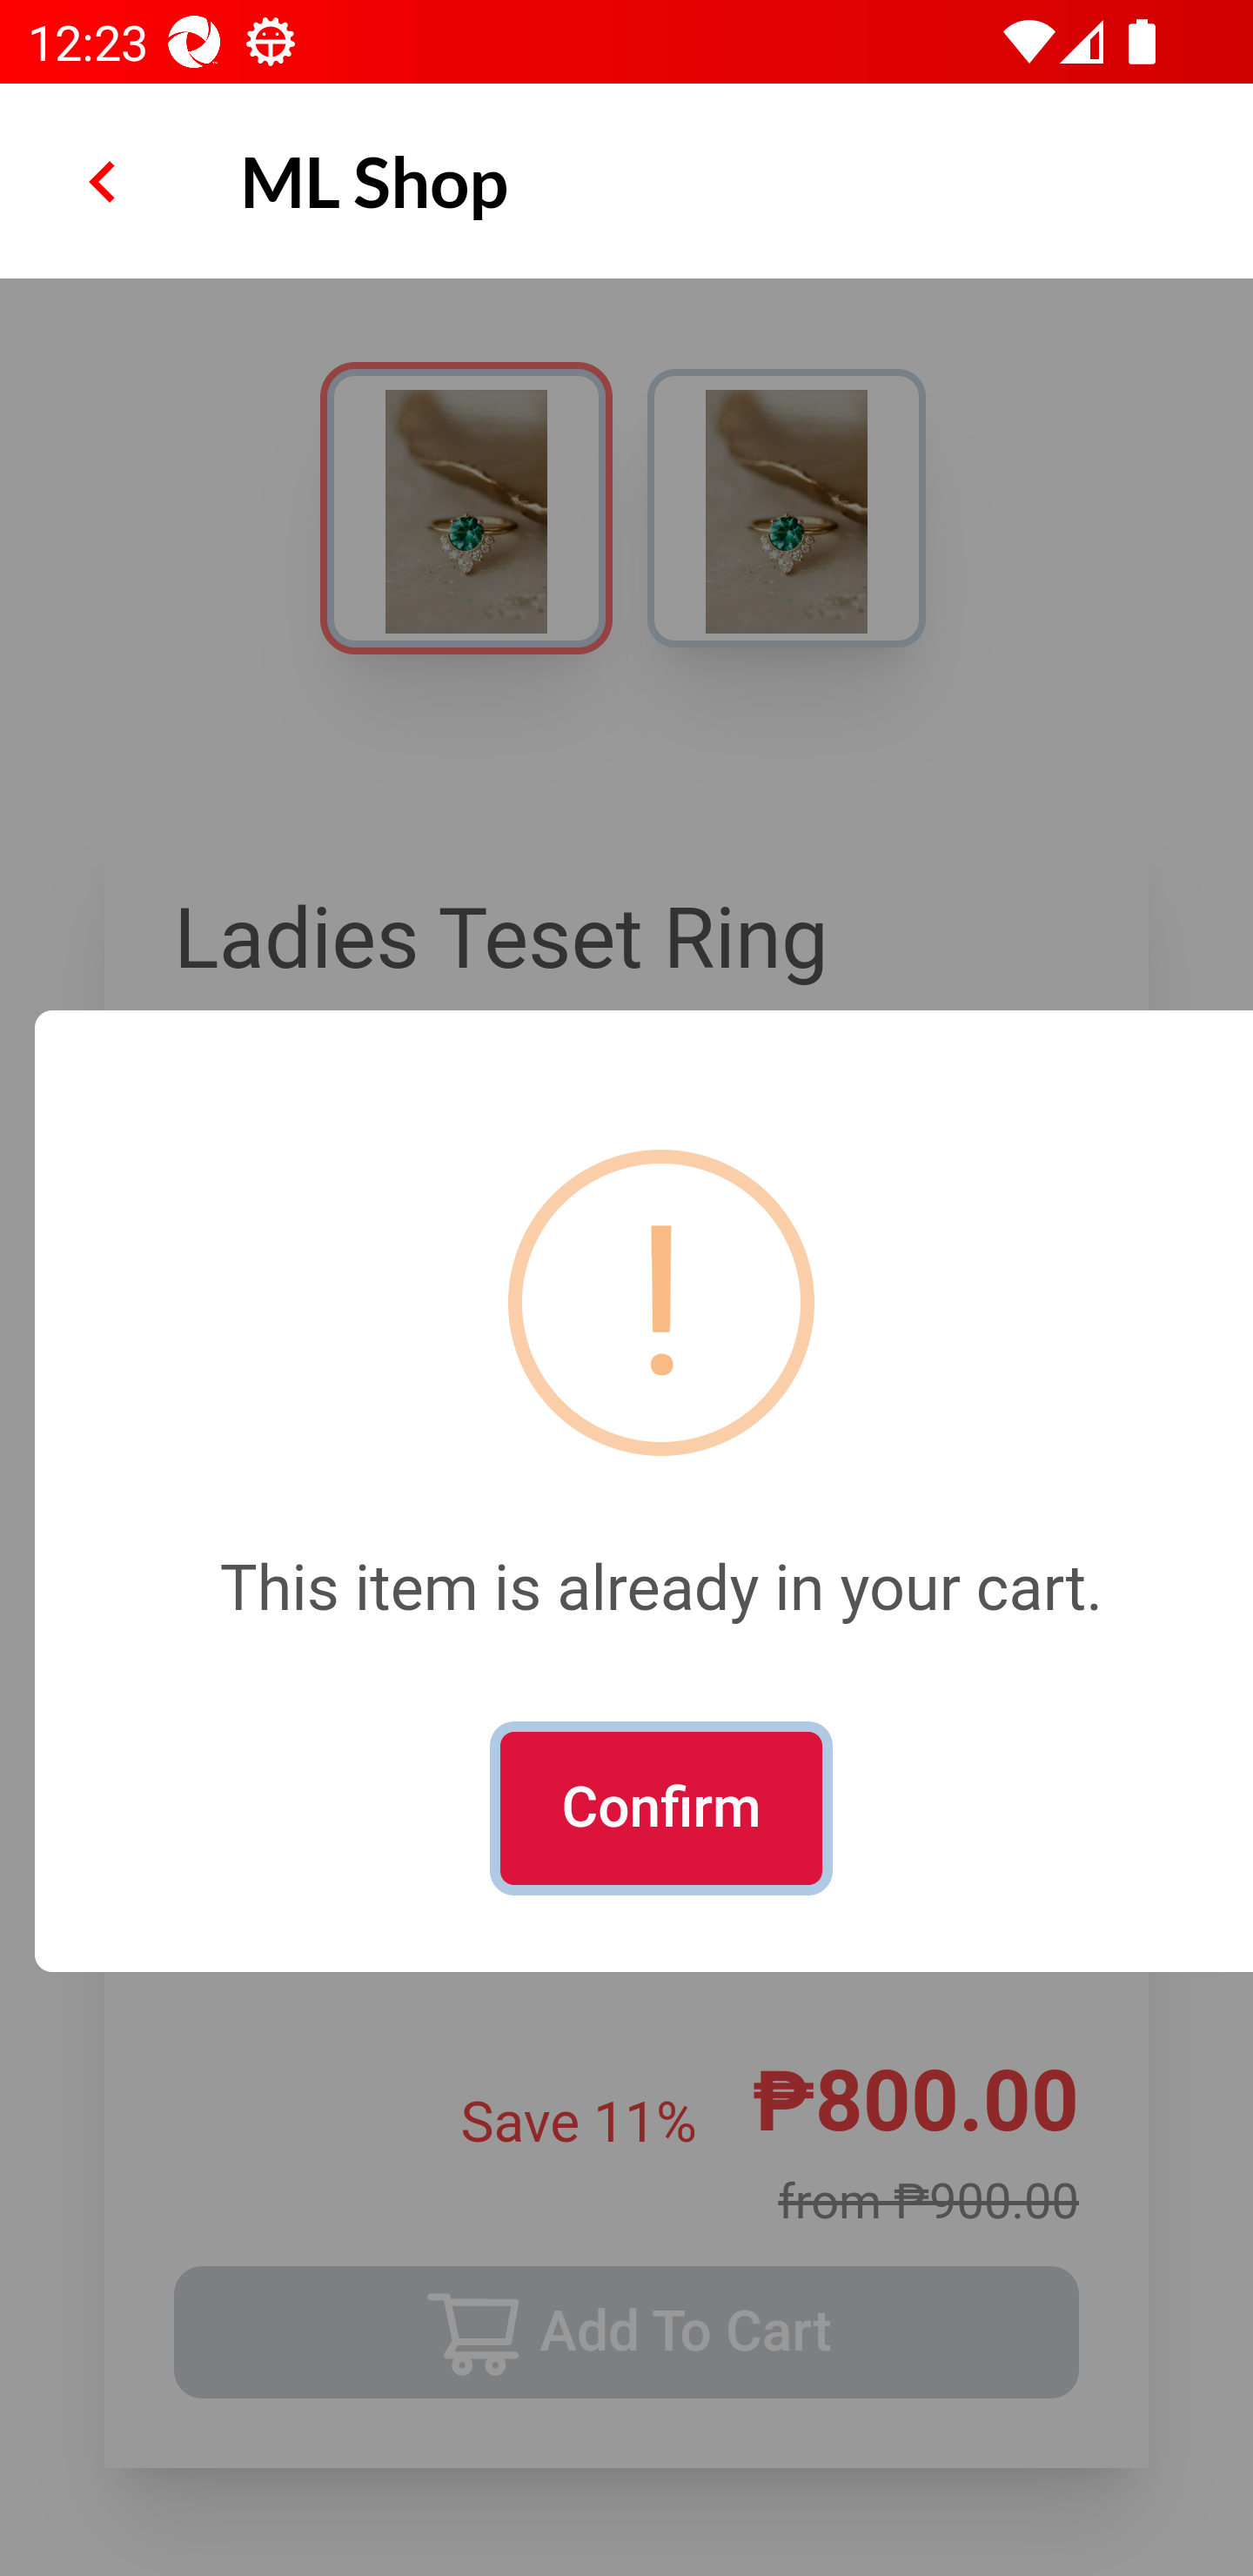 12:23
ML Shop
Ladies Teset Ring
!
This item is already in your cart.
Confirm
Save 11% ₱800.00
from ₱900.00
Add To Cart